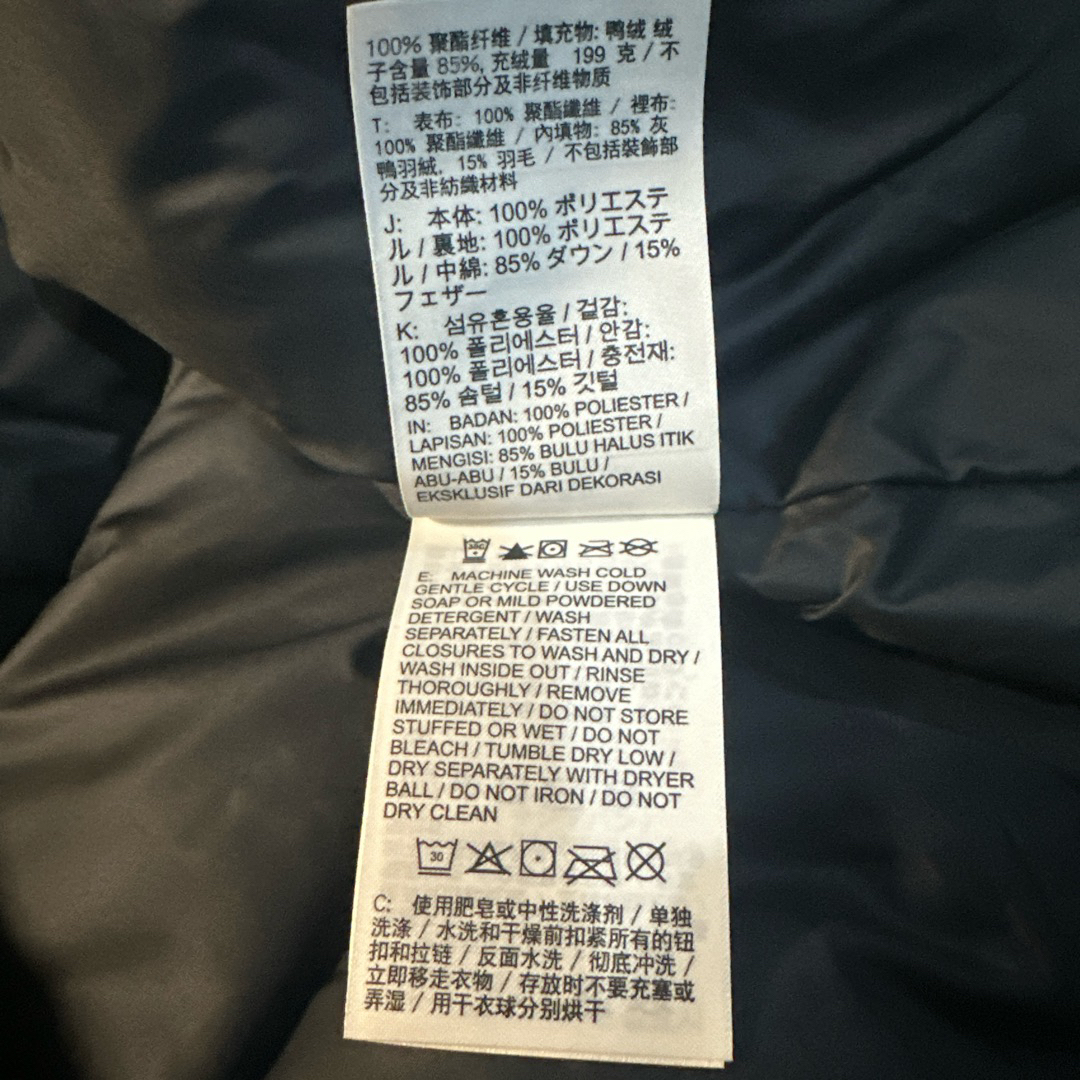 100% 聚酯纤维 / 填充物: 鸭绒 绒
子含量 85%, 充绒量 199 克 / 不
包括装饰部分及非纤维物质
T: 表布: 100% 聚酯纖維 / 裡布:
100% 聚酯纖維 / 內填物: 85% 灰
鴨羽絨, 15% 羽毛 / 不包括裝飾部
分及非紡織材料
J: 本体: 100% ポリエステ
ル / 裏地: 100% ポリエステ
ル / 中綿: 85% ダウン / 15%
フェザー
K: 섬유혼용율 / 겉감:
100% 폴리에스터 / 안감:
100% 폴리에스터 / 충전재:
85% 솜털 / 15% 깃털
IN: BADAN: 100% POLIESTER /
LAPISAN: 100% POLIESTER /
MENGISI: 85% BULU HALUS ITIK
ABU-ABU / 15% BULU /
EKSKLUSIF DARI DEKORASI
E: MACHINE WASH COLD
GENTLE CYCLE / USE DOWN
SOAP OR MILD POWDERED
DETERGENT / WASH
SEPARATELY / FASTEN ALL
CLOSURES TO WASH AND DRY /
WASH INSIDE OUT / RINSE
THOROUGHLY / REMOVE
IMMEDIATELY / DO NOT STORE
STUFFED OR WET / DO NOT
BLEACH / TUMBLE DRY LOW /
DRY SEPARATELY WITH DRYER
BALL / DO NOT IRON / DO NOT
DRY CLEAN
30
C: 使用肥皂或中性洗涤剂 / 单独
洗涤 / 水洗和干燥前扣紧所有的钮
扣和拉链 / 反面水洗 / 彻底冲洗 /
立即移走衣物 / 存放时不要充塞或
弄湿 / 用干衣球分别烘干